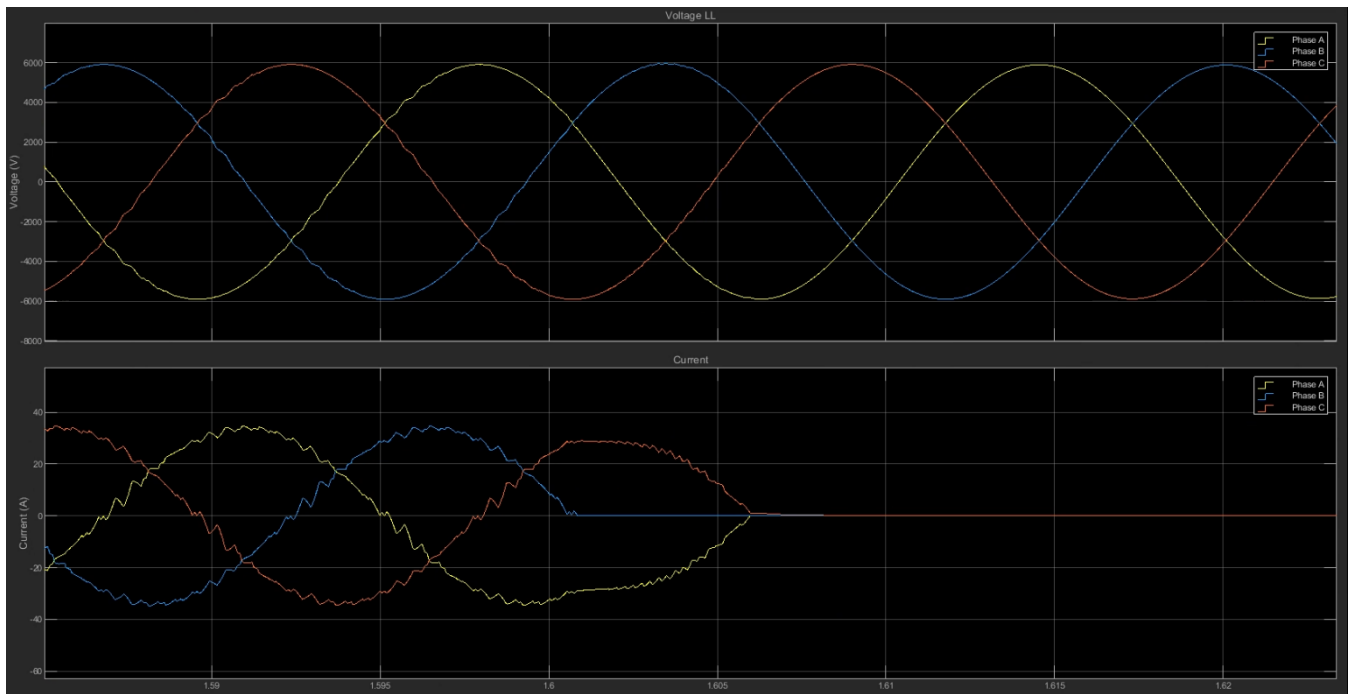 Voltage LL
Phase A
Phase B
Phase C
6000
4000
2000
0
-2000
-4000
-6000
-8000
Voltage (V)
Current
Phase A
Phase B
Phase C
40
20
0
-20
-40
-60
Current (A)
1.59
1.595
1.6
1.605
1.61
1.615
1.62